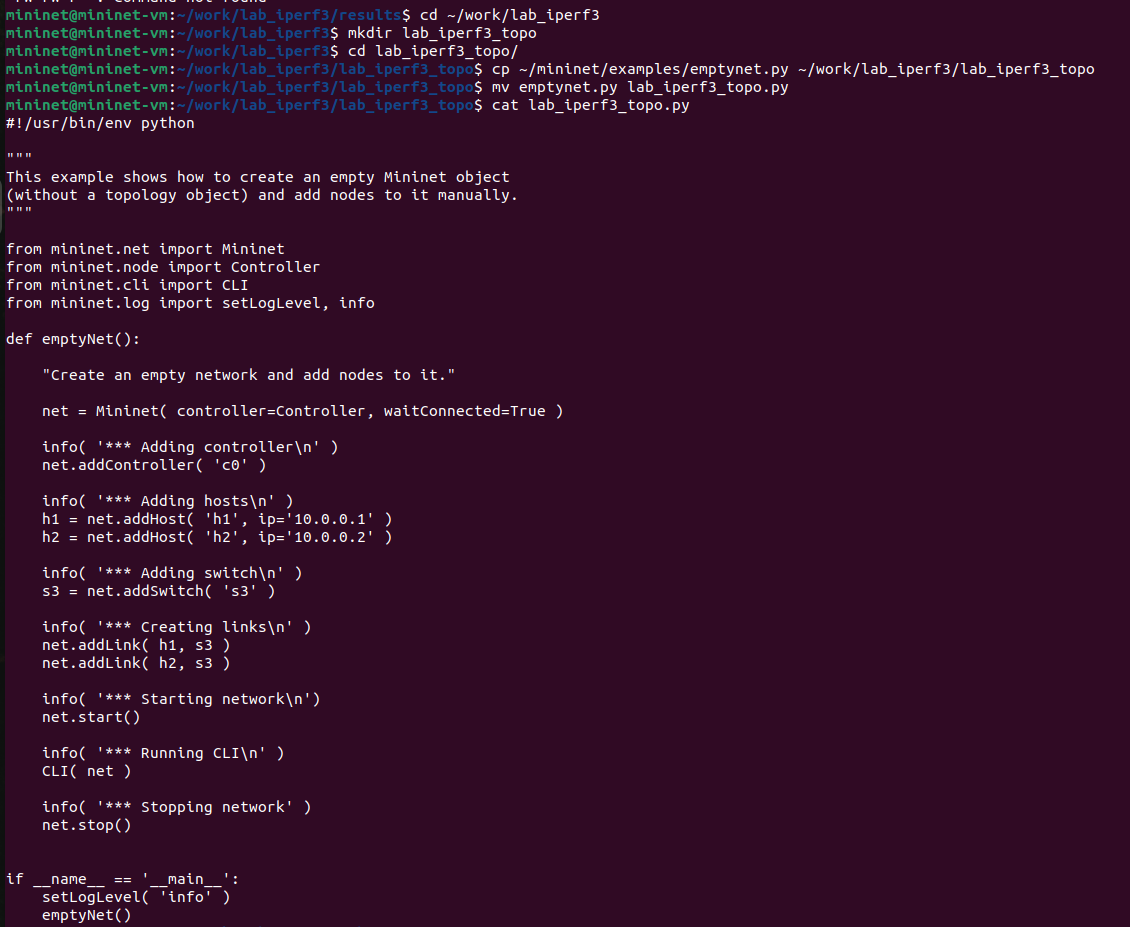 mininet@mininet-vm:~/work/lab_iperf3/results$ cd ~/work/lab_iperf3
mininet@mininet-vm:~/work/lab_iperf3$ mkdir lab_iperf3_topo
mininet@mininet-vm:~/work/lab_iperf3$ cd lab_iperf3_topo/
mininet@mininet-vm:~/work/lab_iperf3/lab_iperf3_topo$ cp ~/mininet/examples/emptynet.py ~/work/lab_iperf3/lab_iperf3_topo
mininet@mininet-vm:~/work/lab_iperf3/lab_iperf3_topo$ mv emptynet.py lab_iperf3_topo.py
mininet@mininet-vm:~/work/lab_iperf3/lab_iperf3_topo$ cat lab_iperf3_topo.py
#!/usr/bin/env python

"""
This example shows how to create an empty Mininet object
(without a topology object) and add nodes to it manually.
"""

from mininet.net import Mininet
from mininet.node import Controller
from mininet.cli import CLI
from mininet.log import setLogLevel, info

def emptyNet():

    "Create an empty network and add nodes to it."

    net = Mininet( controller=Controller, waitConnected=True )

    info( '*** Adding controller\n' )
    net.addController( 'c0' )

    info( '*** Adding hosts\n' )
    h1 = net.addHost( 'h1', ip='10.0.0.1' )
    h2 = net.addHost( 'h2', ip='10.0.0.2' )

    info( '*** Adding switch\n' )
    s3 = net.addSwitch( 's3' )

    info( '*** Creating links\n' )
    net.addLink( h1, s3 )
    net.addLink( h2, s3 )

    info( '*** Starting network\n')
    net.start()

    info( '*** Running CLI\n' )
    CLI( net )

    info( '*** Stopping network' )
    net.stop()


if __name__ == '__main__':
    setLogLevel( 'info' )
    emptyNet()